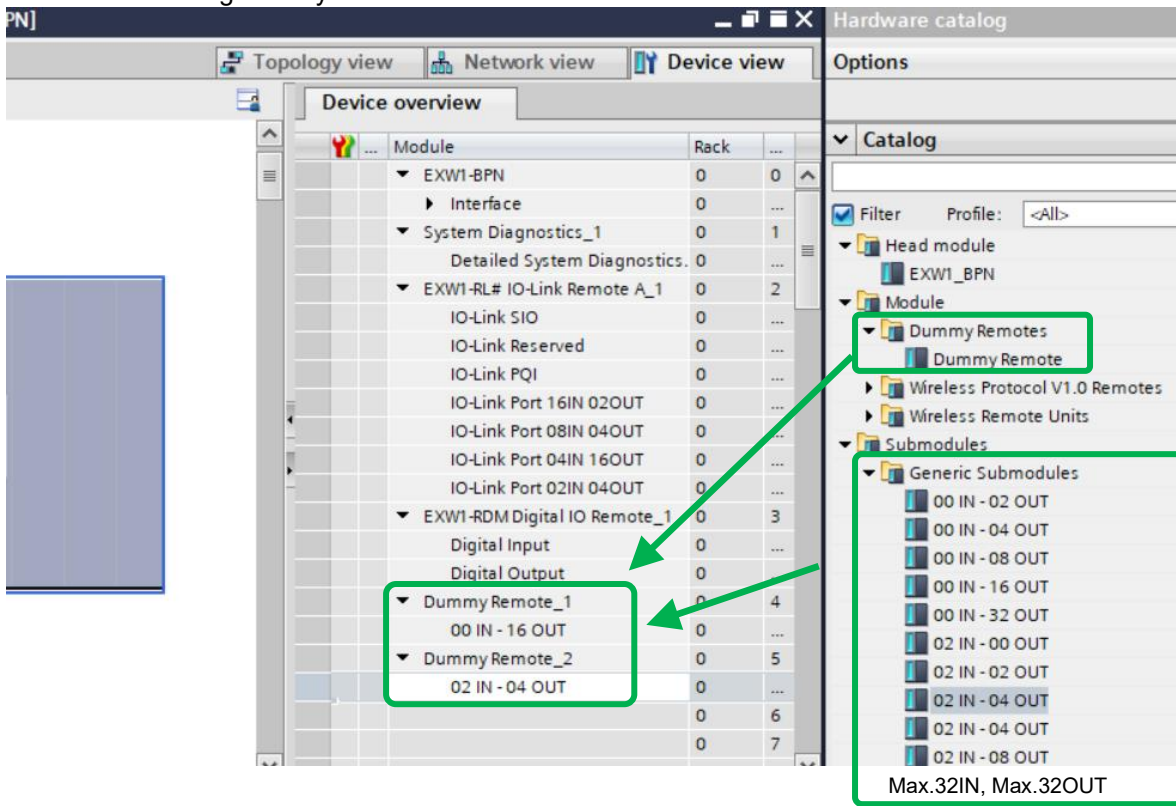 PN]
Topology view Network view Device view
Device overview
... Module Rack ...
EXW1-BPN 0 0
Interface 0 ...
System Diagnostics_1 0 1
Detailed System Diagnostics. 0 ...
EXW1-RL# IO-Link Remote A_1 0 2
IO-Link SIO 0 ...
IO-Link Reserved 0 ...
IO-Link PQI 0 ...
IO-Link Port 16IN 02OUT 0 ...
IO-Link Port 08IN 04OUT 0 ...
IO-Link Port 04IN 16OUT 0 ...
IO-Link Port 02IN 04OUT 0 ...
EXW1-RDM Digital IO Remote_1 0 3
Digital Input 0 ...
Digital Output 0 ...
Dummy Remote_1 0 4
00 IN - 16 OUT 0 ...
Dummy Remote_2 0 5
02 IN - 04 OUT 0 ...
0 6
0 7
Hardware catalog
Options
Catalog
Filter Profile: <All>
Head module
EXW1_BPN
Module
Dummy Remotes
Dummy Remote
Wireless Protocol V1.0 Remotes
Wireless Remote Units
Submodules
Generic Submodules
00 IN - 02 OUT
00 IN - 04 OUT
00 IN - 08 OUT
00 IN - 16 OUT
00 IN - 32 OUT
02 IN - 00 OUT
02 IN - 02 OUT
02 IN - 04 OUT
02 IN - 04 OUT
02 IN - 08 OUT
Max.32IN, Max.32OUT